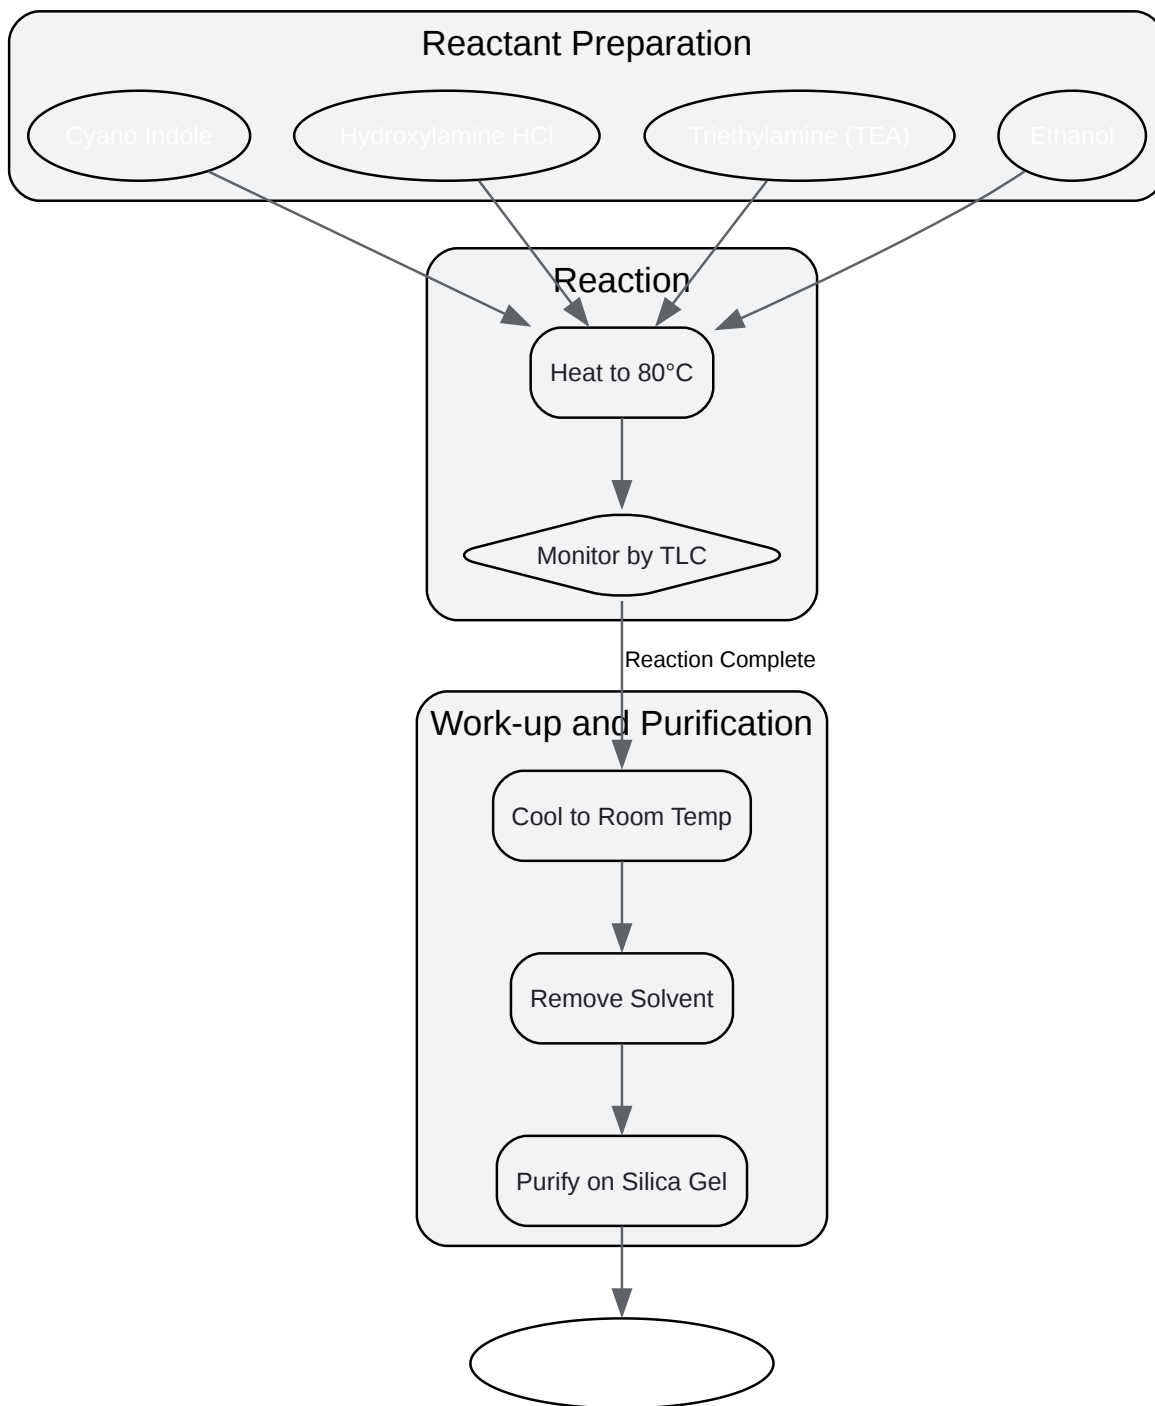 Reactant Preparation
Cyano Indole
Hydroxylamine HCl
Triethylamine (TEA)
Ethanol
Reaction
Heat to 80°C
Monitor by TLC
Reaction Complete
Work-up and Purification
Cool to Room Temp
Remove Solvent
Purify on Silica Gel